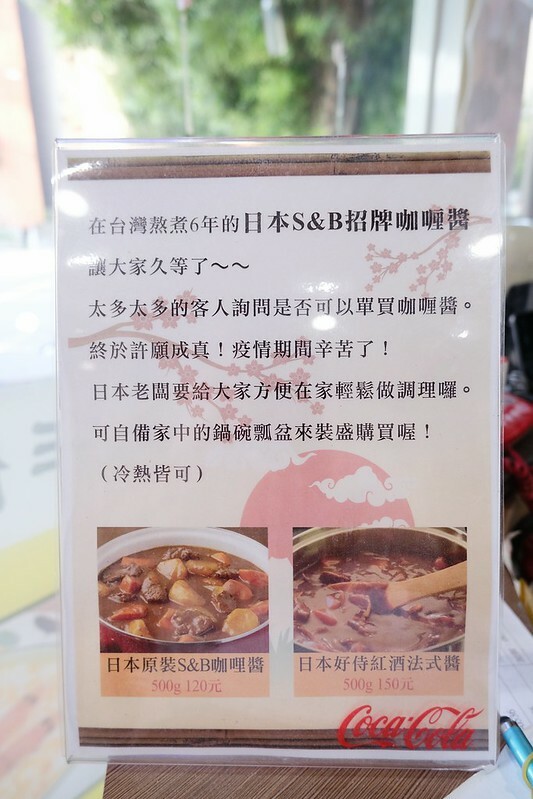 在台灣熬煮6年的日本S&B招牌咖喱醬
讓大家久等了～～
太多太多的客人詢問是否可以單買咖喱醬。
終於許願成真！疫情期間辛苦了！
日本老闆要給大家方便在家輕鬆做調理囉。
可自備家中的鍋碗瓢盆來裝盛購買喔！
（冷熱皆可）
日本原裝S&B咖哩醬
500g 120元
日本好侍紅酒法式醬
500g 150元
Coca-Cola